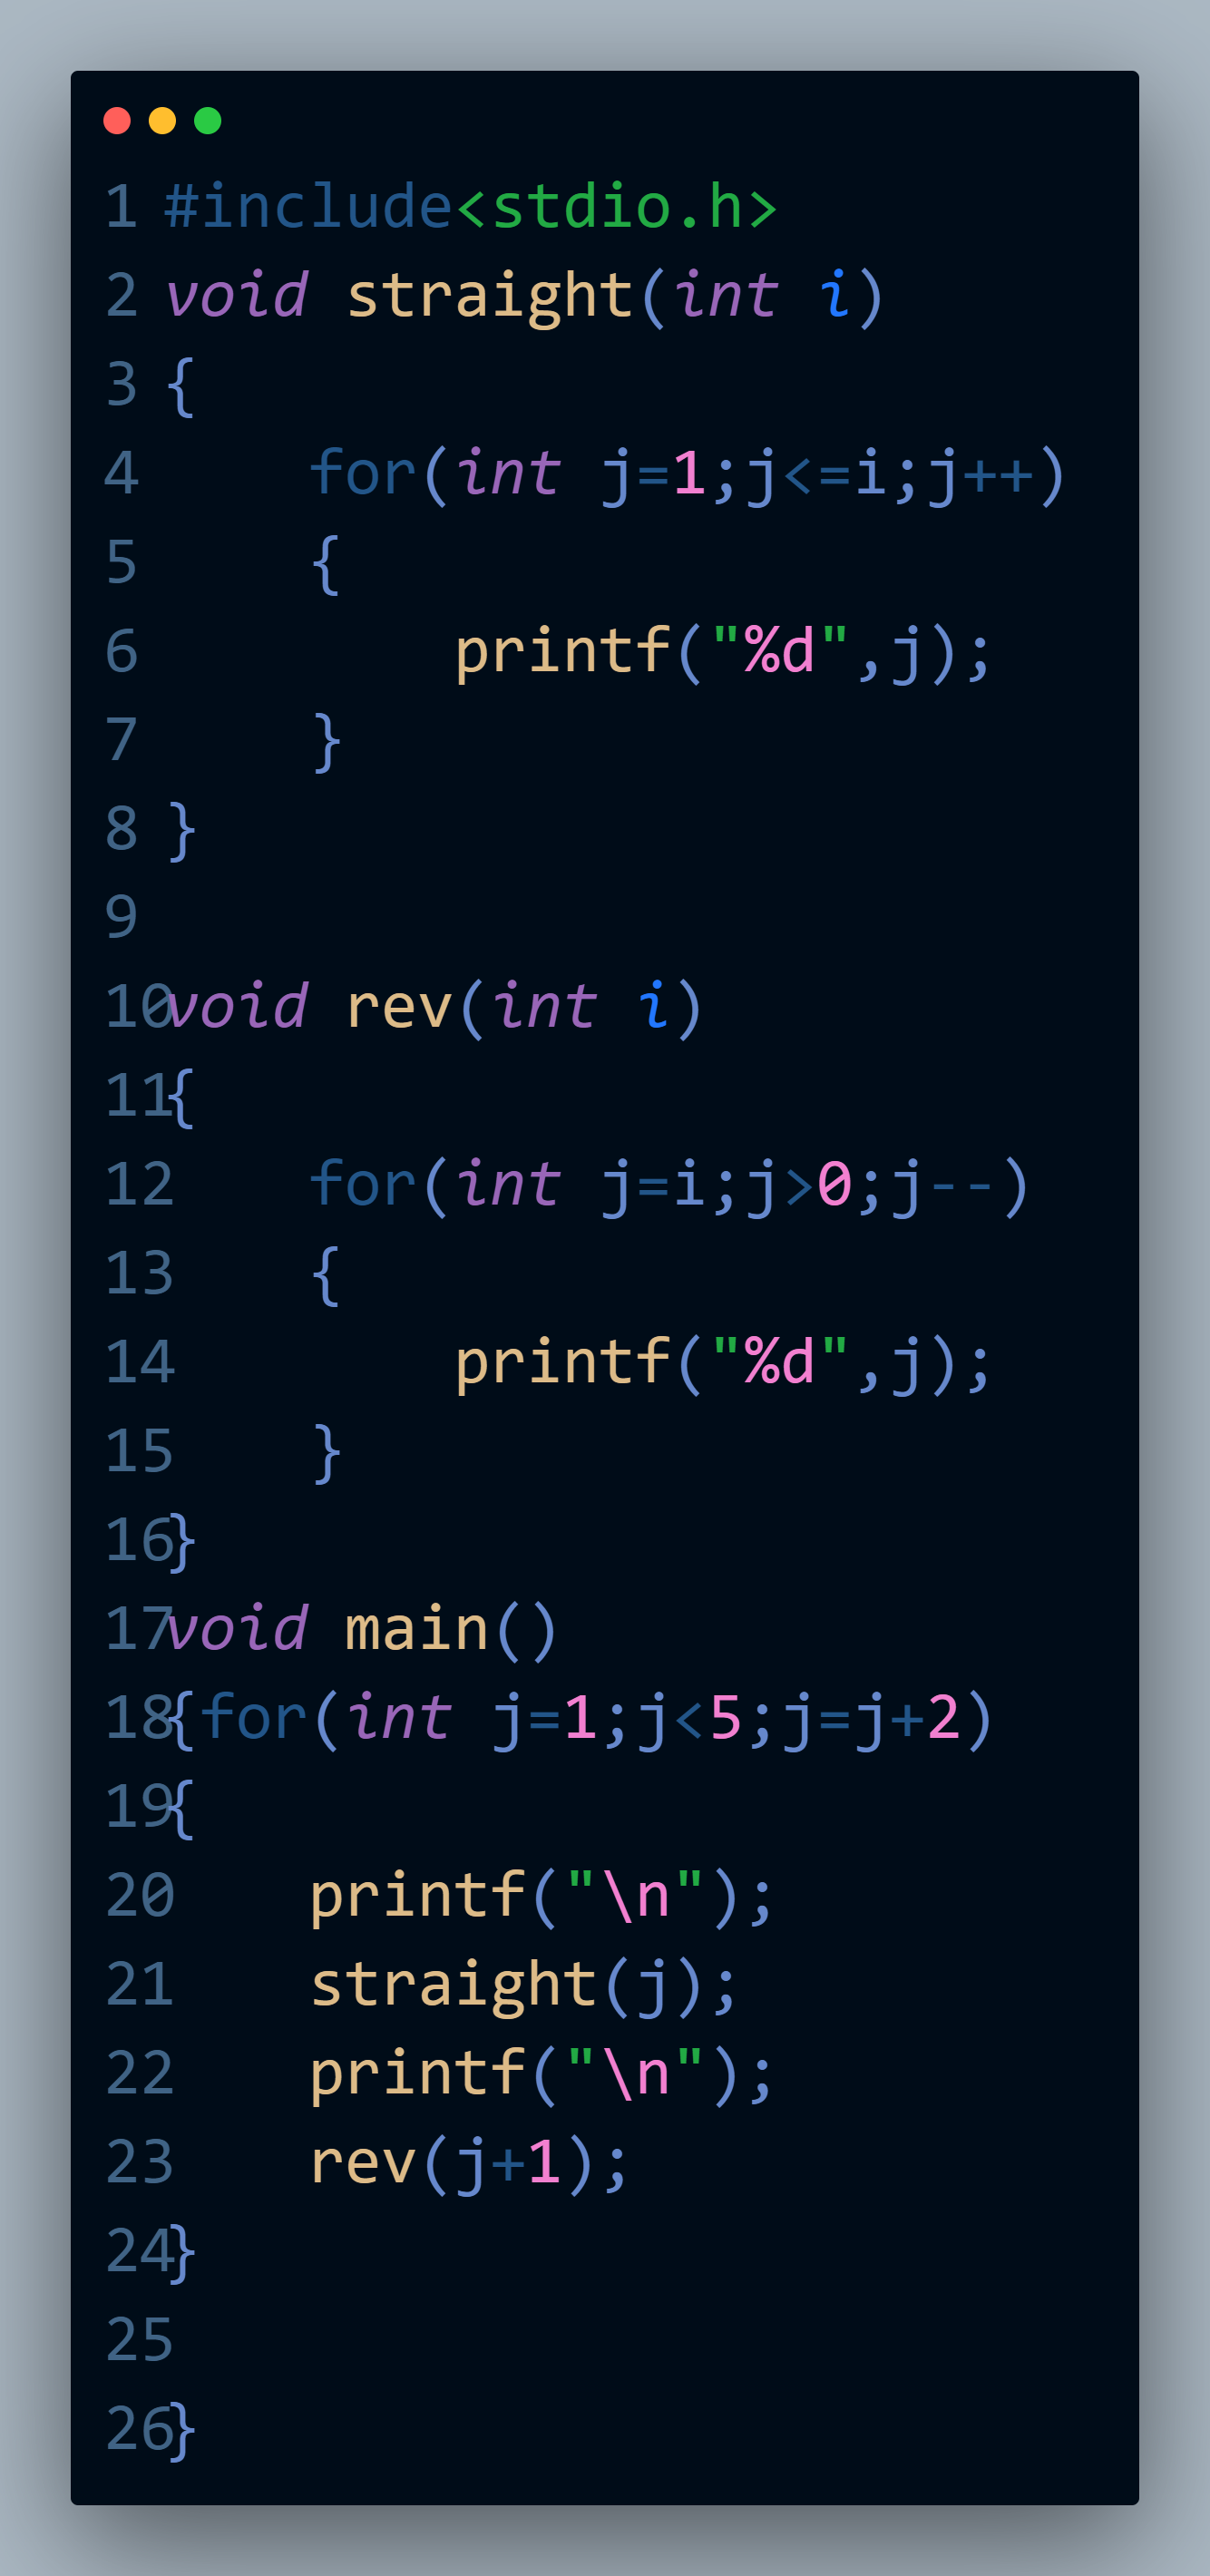 1 #include<stdio.h>
2 void straight(int i)
3 {
4     for(int j=1;j<=i;j++)
5     {
6         printf("%d",j);
7     }
8 }
9
10 void rev(int i)
11 {
12     for(int j=i;j>0;j--)
13     {
14         printf("%d",j);
15     }
16 }
17 void main()
18 {for(int j=1;j<5;j=j+2)
19 {
20     printf("\n");
21     straight(j);
22     printf("\n");
23     rev(j+1);
24 }
25
26 }